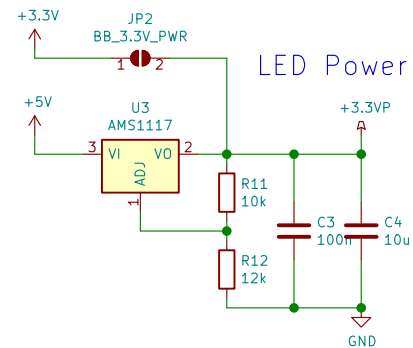 +3.3V
JP2
BB_3.3V_PWR
1 2
LED Power
+5V
U3
AMS1117
+3.3VP
3 VI VO 2
ADJ
1
R11
10k
C3
100n
C4
10u
R12
12k
GND